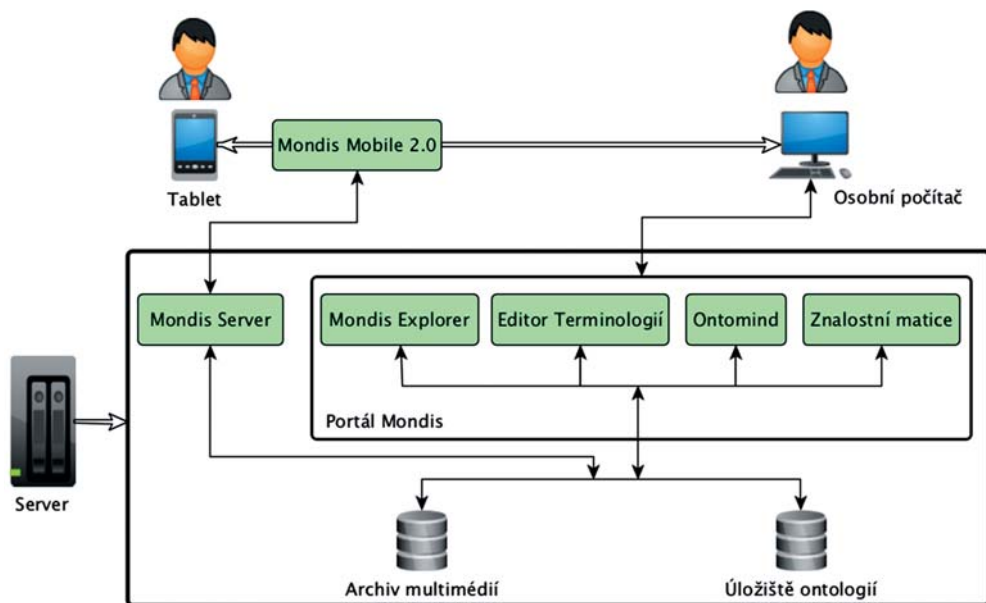 Mondis Mobile 2.0
Tablet
Osobní počítač
Mondis Server
Mondis Explorer
Editor Terminologií
Ontomind
Znalostní matice
Portál Mondis
Server
Archiv multimédií
Úložiště ontologií